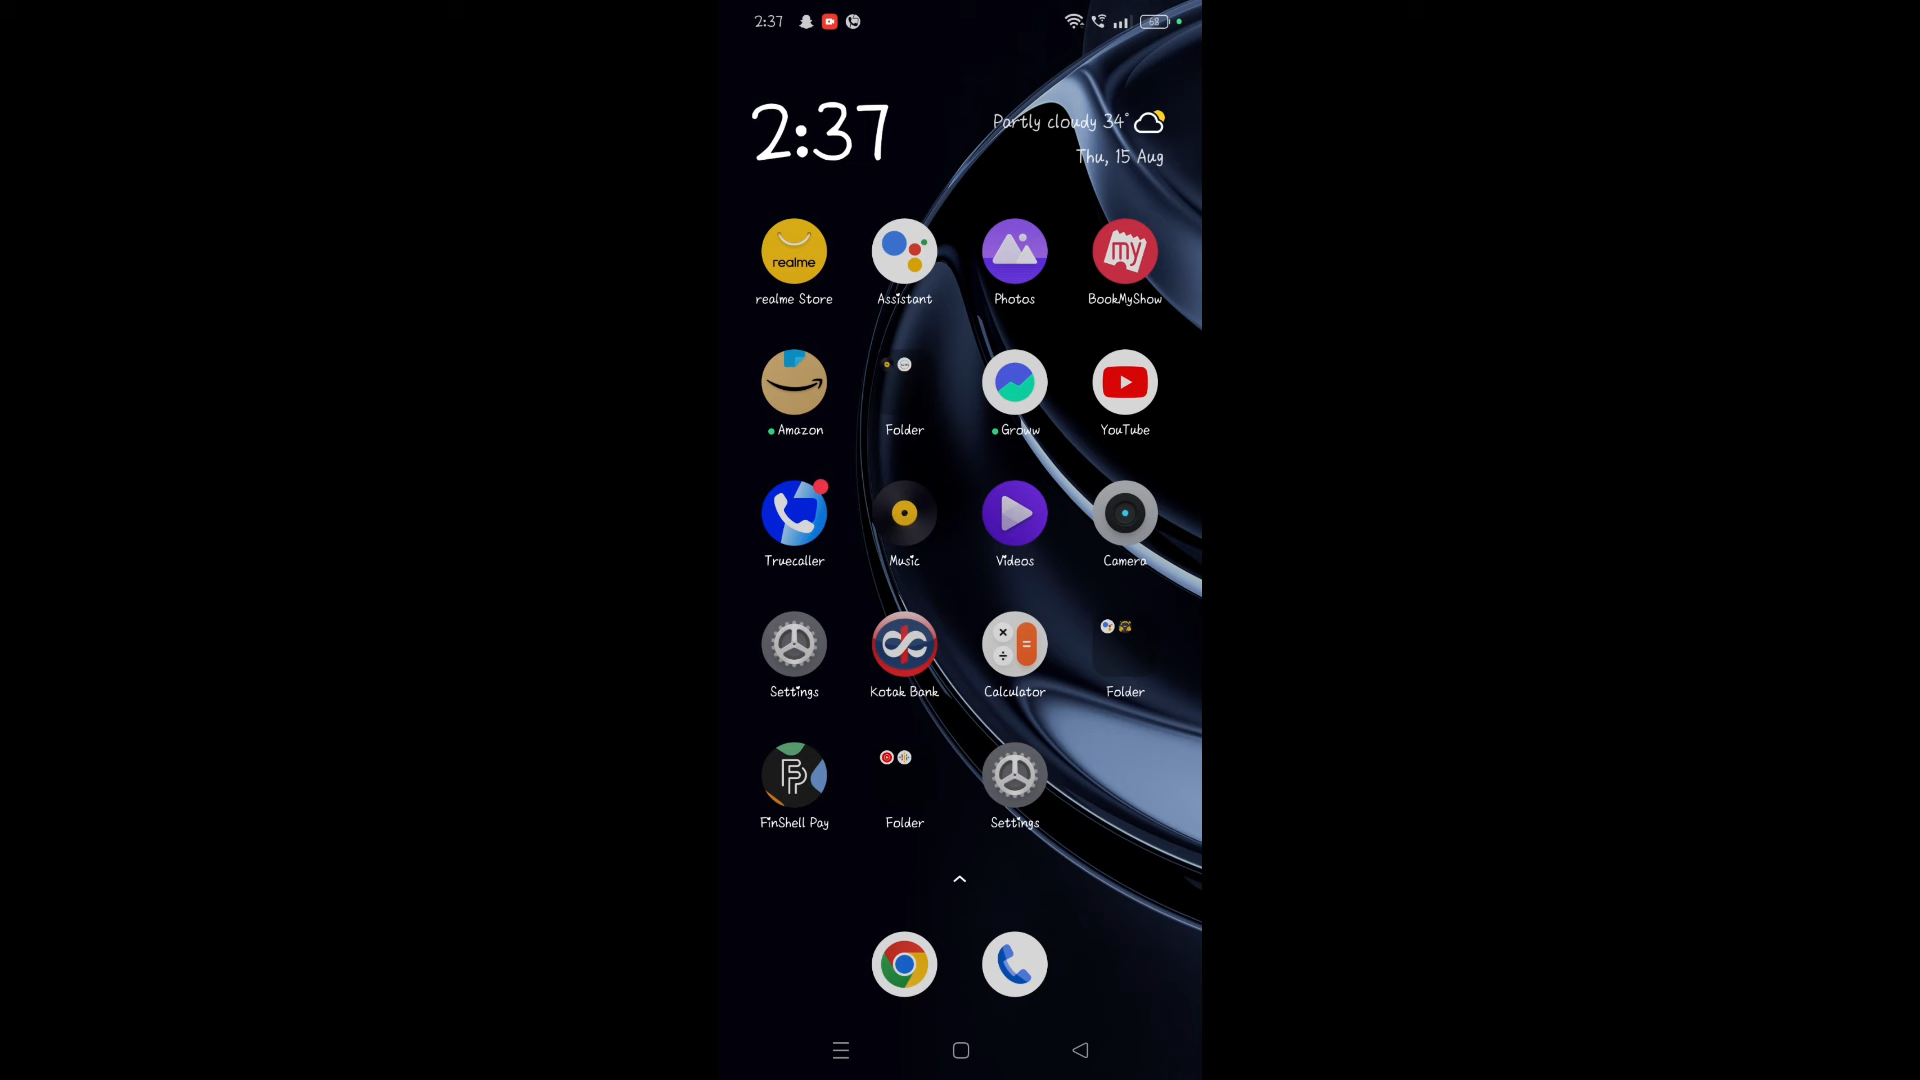 2:37
68
2:37
Partly cloudy 34°
Thu, 15 Aug
realme
my
realme Store
Assistant
Photos
BookMyShow
Amazon
Folder
Groww
YouTube
Truecaller
Music
Videos
Camera
Settings
Kotak Bank
Calculator
Folder
FinShell Pay
Folder
Settings